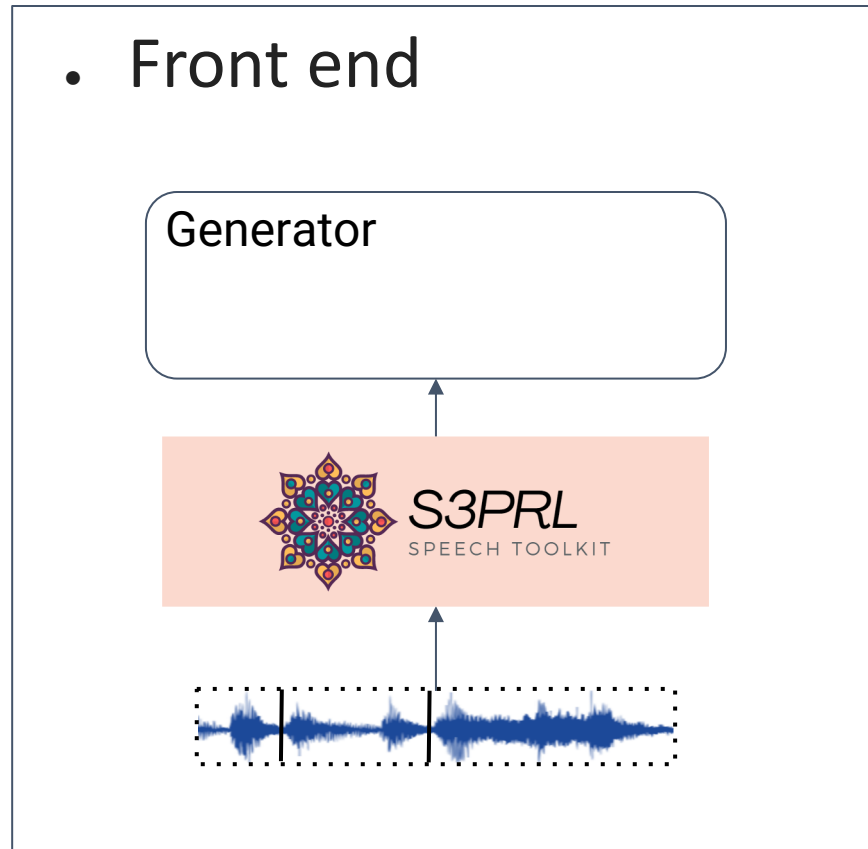 • Front end
Generator
S3PRL
SPEECH TOOLKIT